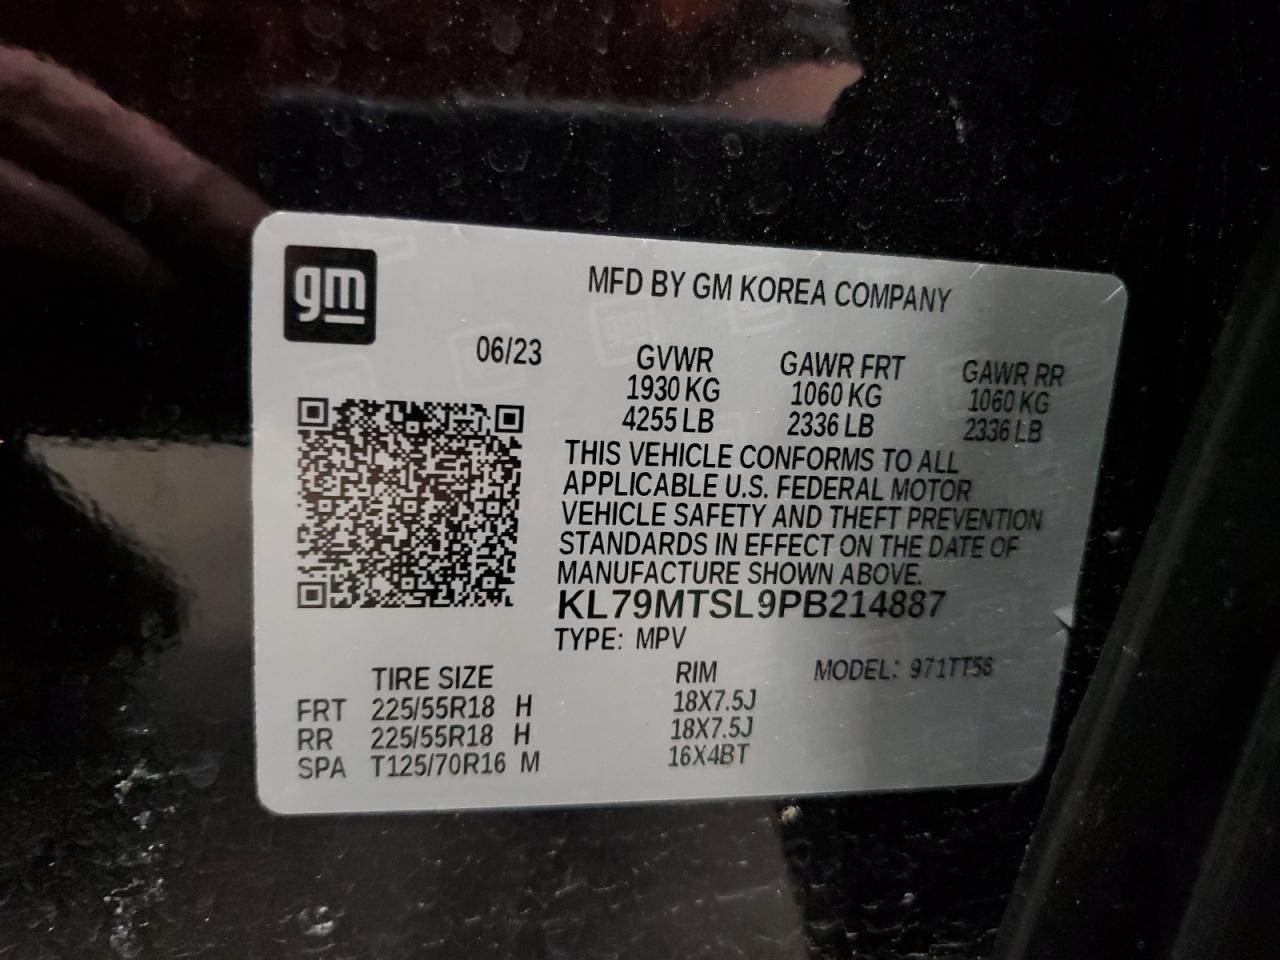 gm
MFD BY GM KOREA COMPANY
06/23
GVWR GAWR FRT GAWR RR
1930 KG 1060 KG 1060 KG
4255 LB 2336 LB 2336 LB
THIS VEHICLE CONFORMS TO ALL
APPLICABLE U.S. FEDERAL MOTOR
VEHICLE SAFETY AND THEFT PREVENTION
STANDARDS IN EFFECT ON THE DATE OF
MANUFACTURE SHOWN ABOVE.
KL79MTSL9PB214887
TYPE: MPV
TIRE SIZE RIM MODEL: 971TT56
FRT 225/55R18 H 18X7.5J
RR 225/55R18 H 18X7.5J
SPA T125/70R16 M 16X4BT